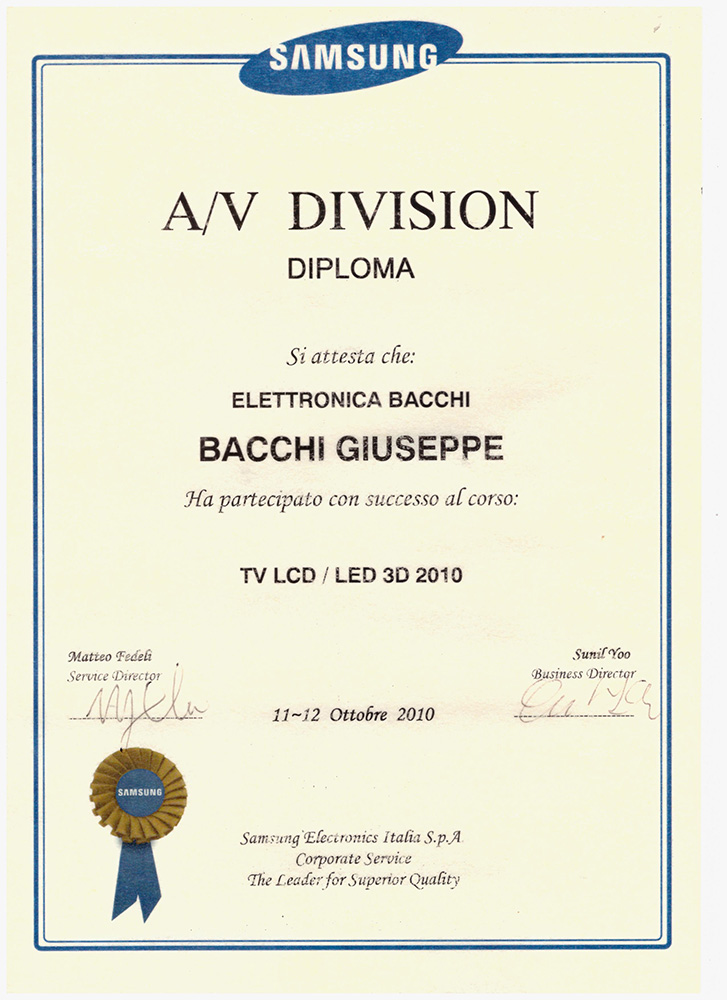 SAMSUNG
A/V DIVISION
DIPLOMA
Si attesta che:
ELETTRONICA BACCHI
BACCHI GIUSEPPE
Ha partecipato con successo al corso:
TV LCD / LED 3D 2010
Matteo Fedeli
Service Director
Sunil Yoo
Business Director
11~12 Ottobre 2010
SAMSUNG
Samsung Electronics Italia S.p.A.
Corporate Service
The Leader for Superior Quality